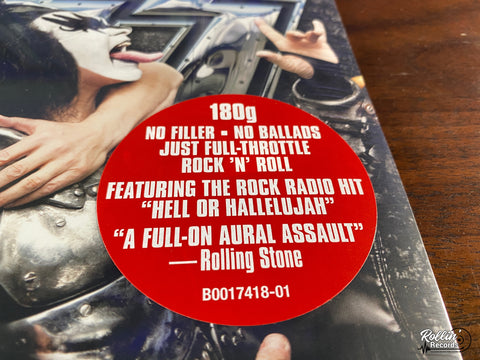 180g
NO FILLER ▪ NO BALLADS
JUST FULL-THROTTLE
ROCK 'N' ROLL
FEATURING THE ROCK RADIO HIT
“HELL OR HALLELUJAH”
“A FULL-ON AURAL ASSAULT”
—Rolling Stone
B0017418-01
Rollin'
Records